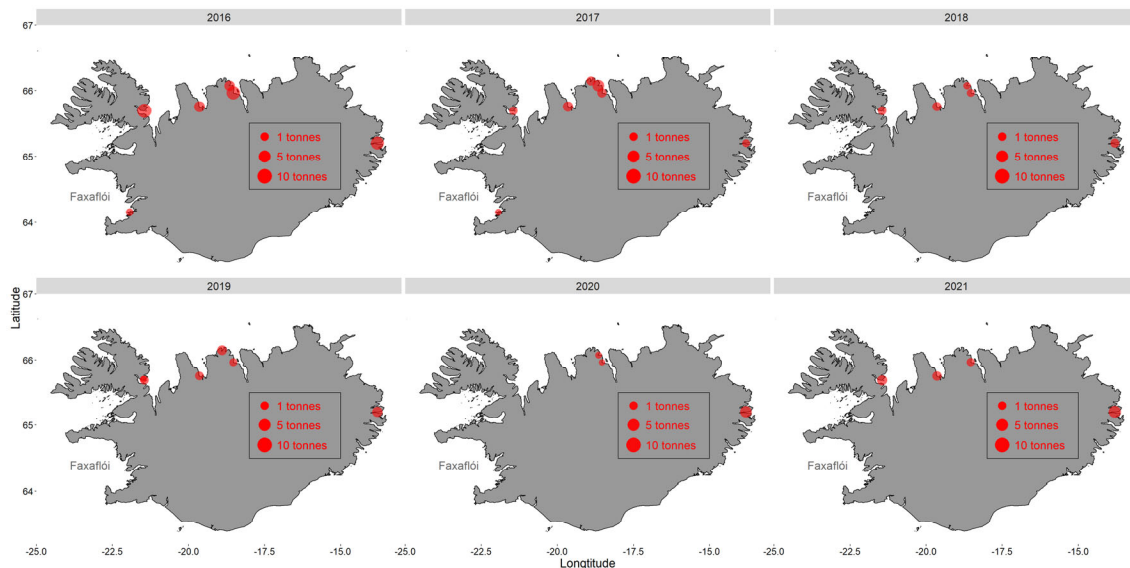 2016 2017 2018
67
66
65
64
1 tonnes 1 tonnes 1 tonnes
5 tonnes 5 tonnes 5 tonnes
10 tonnes 10 tonnes 10 tonnes
Faxaflói Faxaflói Faxaflói
Latitude
2019 2020 2021
67
66
65
64
1 tonnes 1 tonnes 1 tonnes
5 tonnes 5 tonnes 5 tonnes
10 tonnes 10 tonnes 10 tonnes
Faxaflói Faxaflói Faxaflói
-25.0 -22.5 -20.0 -17.5 -15.0 -25.0 -22.5 -20.0 -17.5 -15.0 -25.0 -22.5 -20.0 -17.5 -15.0
Longtitude